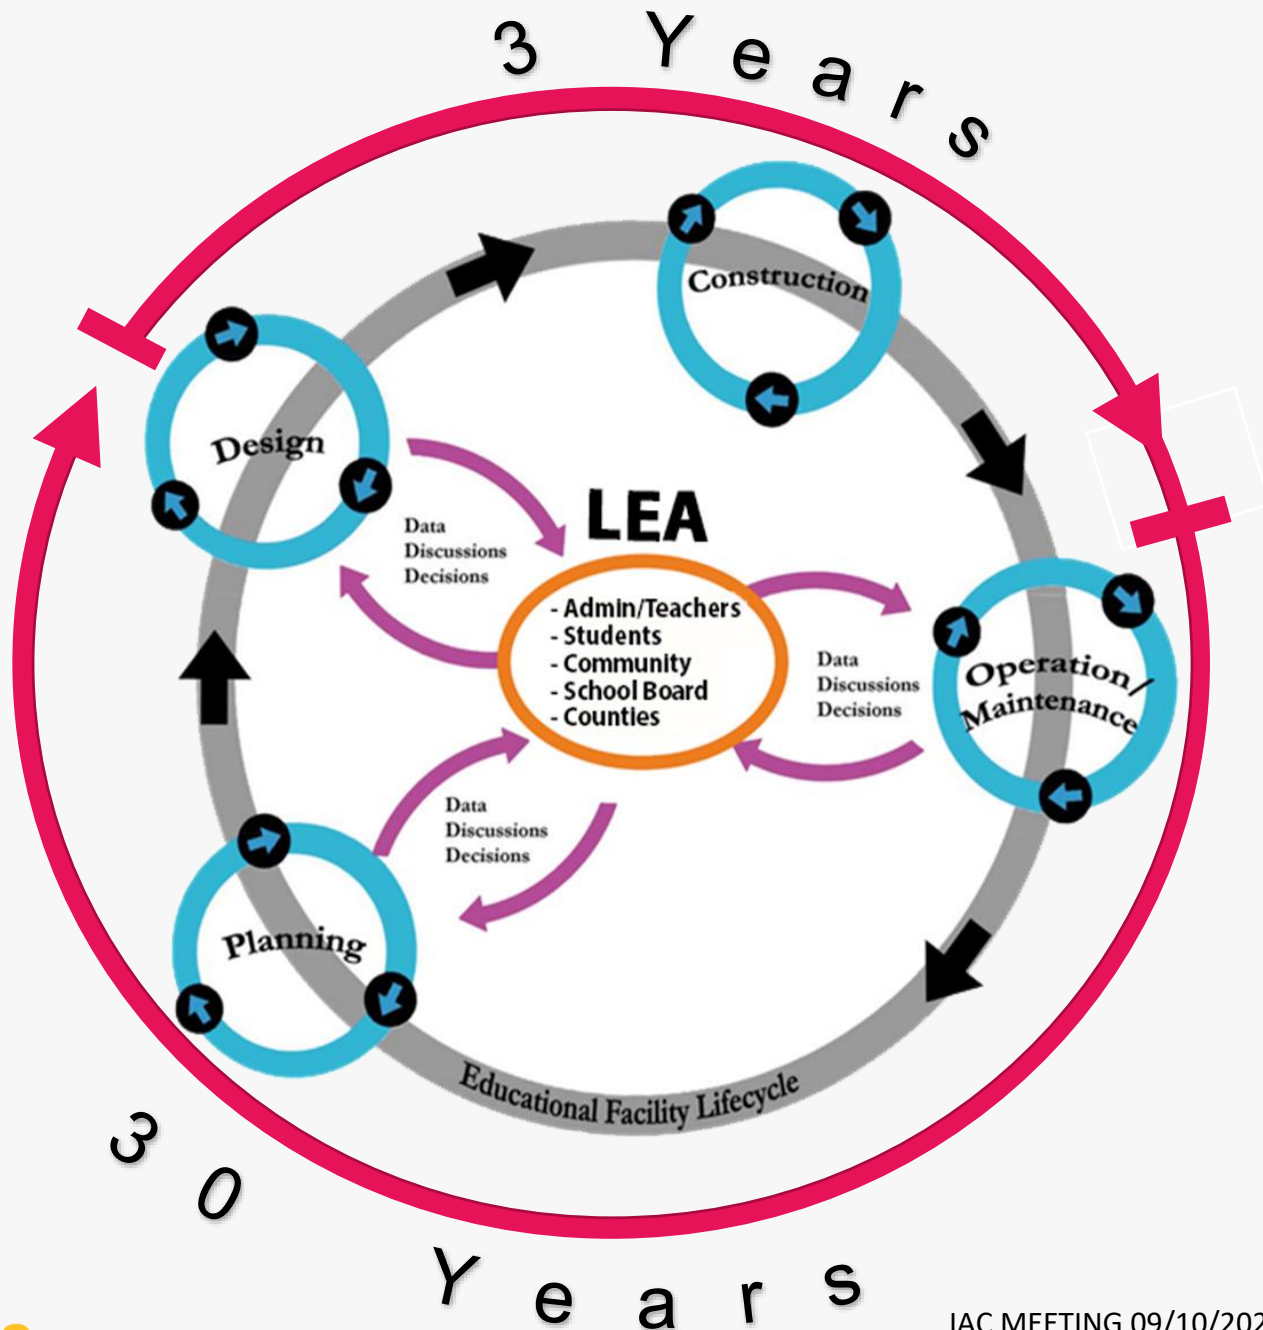 3 Years
Construction
Design
LEA
Data
Discussions
Decisions
- Admin/Teachers
- Students
- Community
- School Board
- Counties
Data
Discussions
Decisions
Operation/
Maintenance
Data
Discussions
Decisions
Planning
Educational Facility Lifecycle
30 Years
MEETING